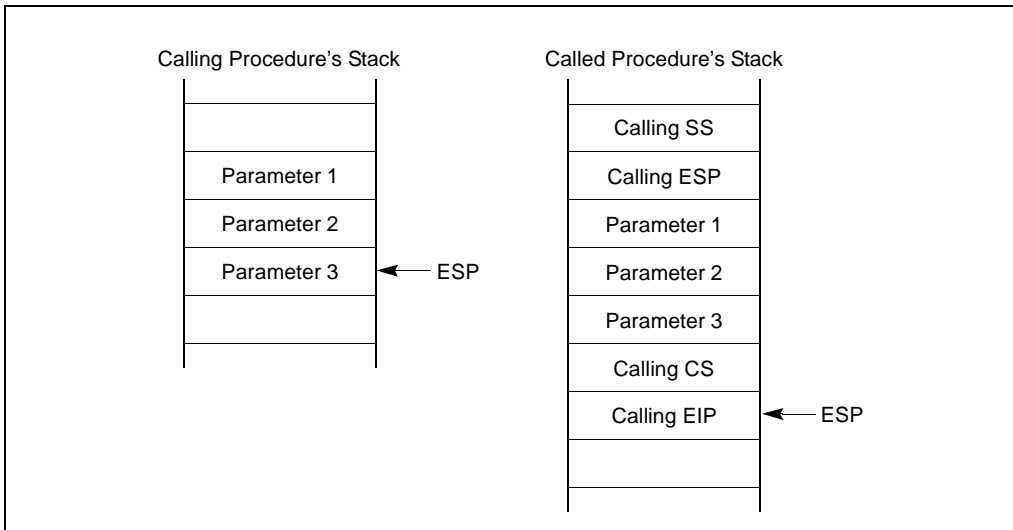 Calling Procedure's Stack
Parameter 1
Parameter 2
Parameter 3
ESP
Called Procedure's Stack
Calling SS
Calling ESP
Parameter 1
Parameter 2
Parameter 3
Calling CS
Calling EIP
ESP